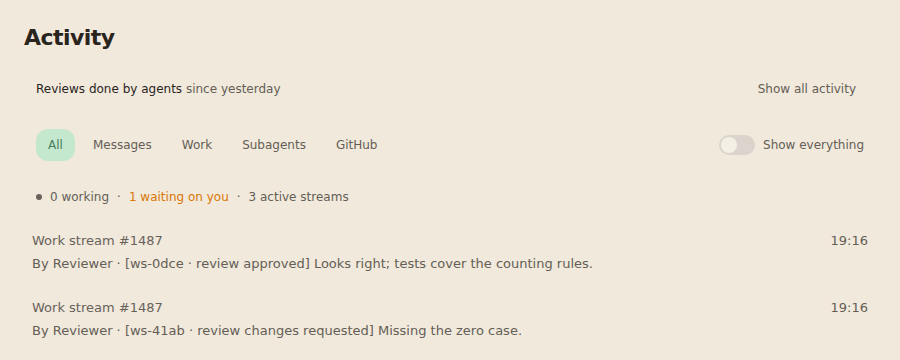 Activity
Reviews done by agents since yesterday
Show all activity
All Messages Work Subagents GitHub
Show everything
0 working · 1 waiting on you · 3 active streams
Work stream #1487 19:16
By Reviewer · [ws-0dce · review approved] Looks right; tests cover the counting rules.
Work stream #1487 19:16
By Reviewer · [ws-41ab · review changes requested] Missing the zero case.